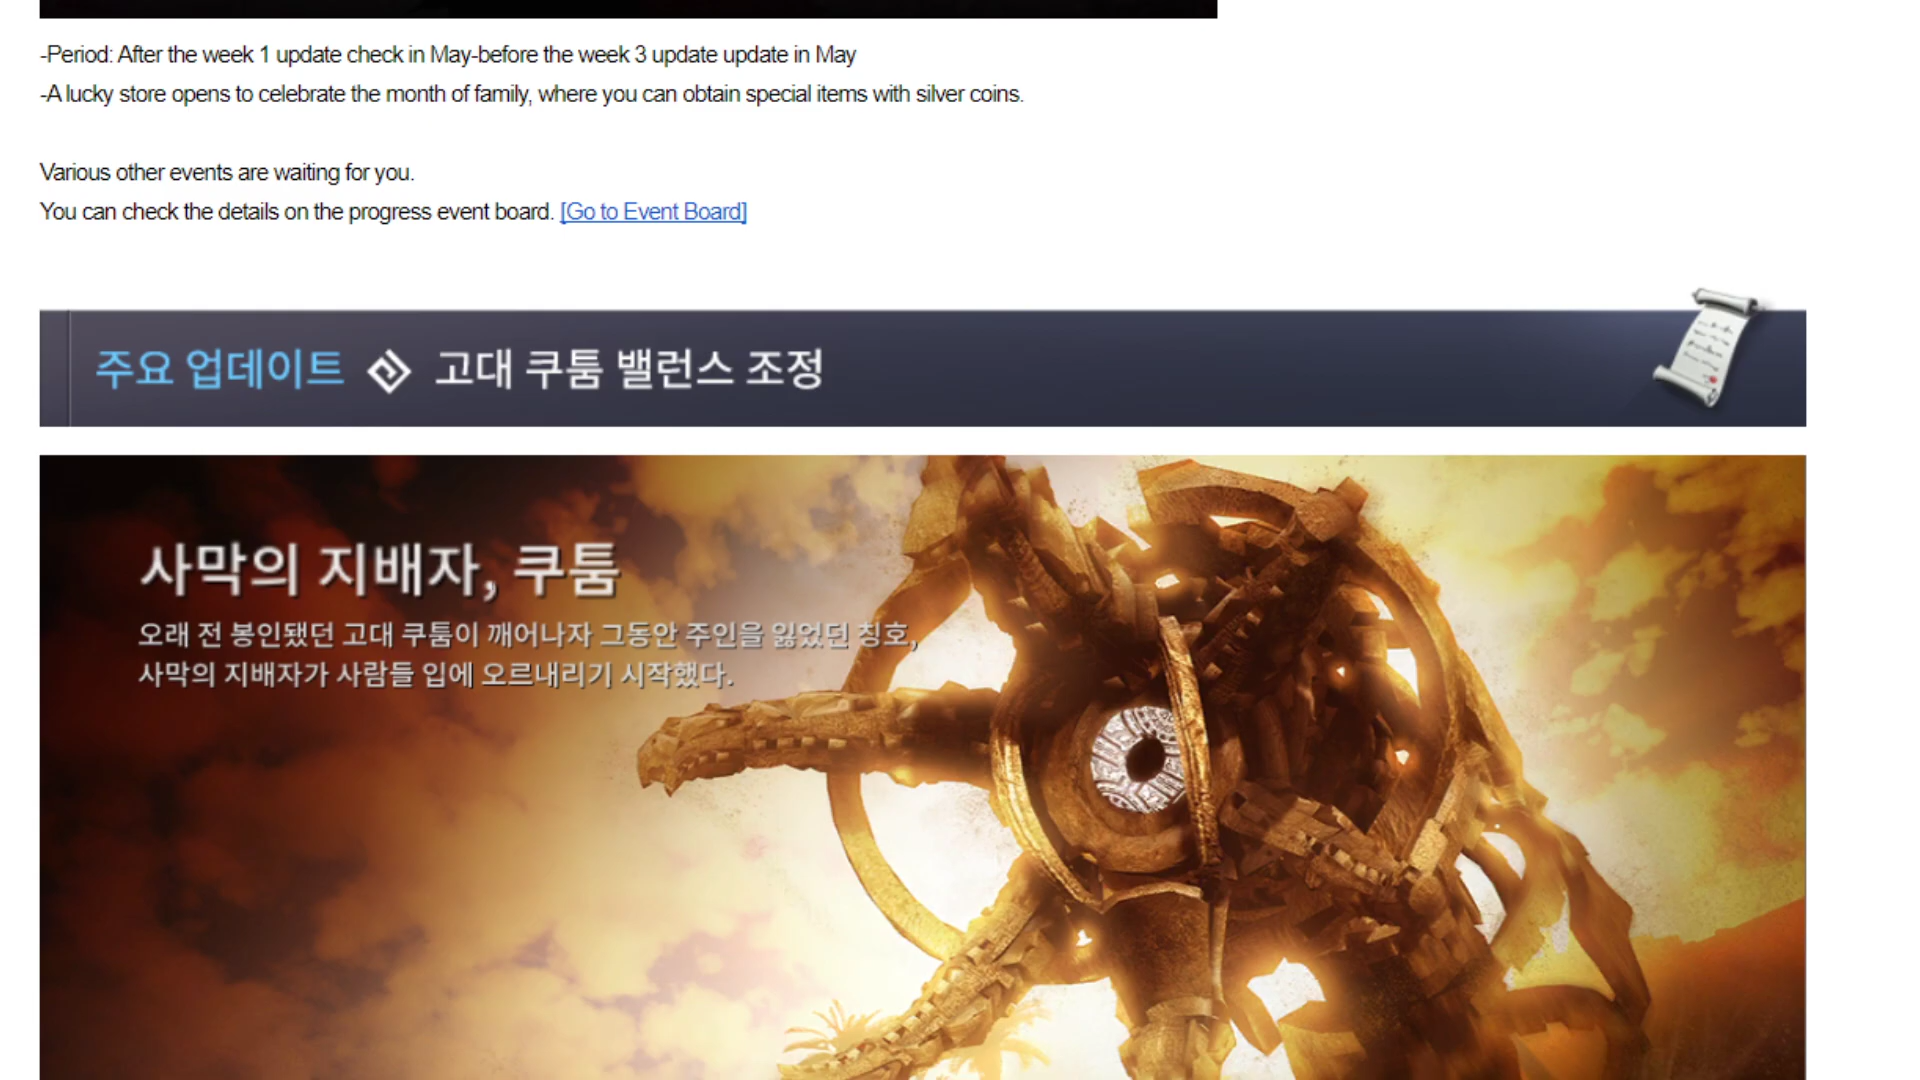 -Period: After the week 1 update check in May-before the week 3 update update in May
-A lucky store opens to celebrate the month of family, where you can obtain special items with silver coins.
Various other events are waiting for you.
You can check the details on the progress event board. [Go to Event Board]
주요 업데이트 고대 쿠툼 밸런스 조정
사막의 지배자, 쿠툼
오래 전 봉인됐던 고대 쿠툼이 깨어나자 그동안 주인을 잃었던 칭호,
사막의 지배자가 사람들 입에 오르내리기 시작했다.